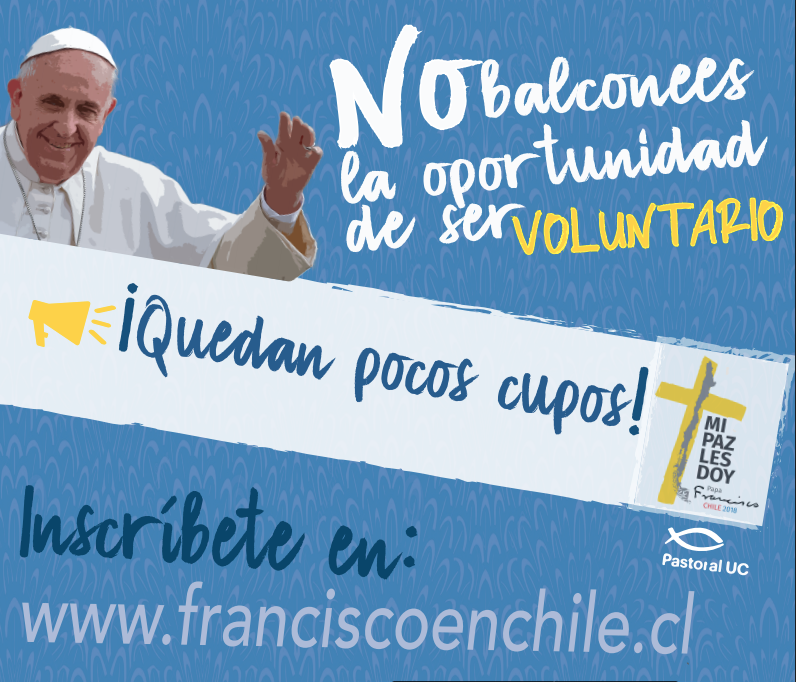 No balconees
la oportunidad
de ser VOLUNTARIO
¡Quedan pocos cupos!
MI
PAZ
LES
DOY
Papa
Francisco
CHILE 2018
Pastoral UC
Inscríbete en:
www.franciscoenchile.cl